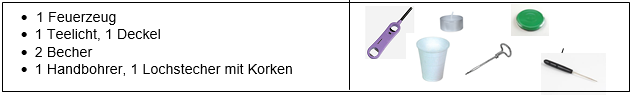 • 1 Feuerzeug
• 1 Teelicht, 1 Deckel
• 2 Becher
• 1 Handbohrer, 1 Lochstecher mit Korken